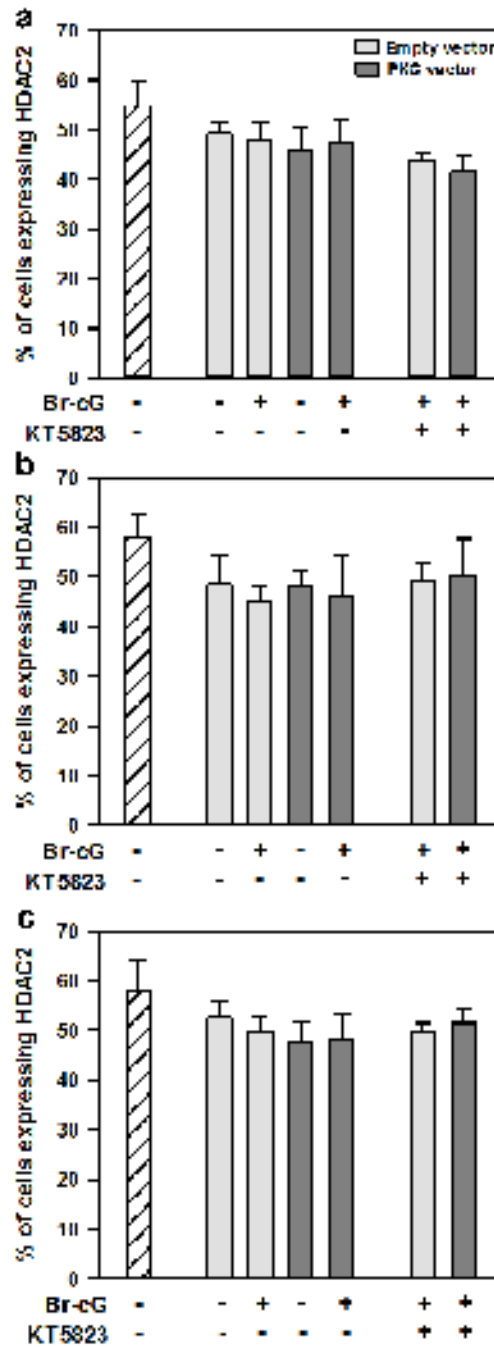 a
70
60
50
40
30
20
10
0
% of cells expressing HDAC2
Empty vector
PKG vector
Br-cG - - + - + + +
KT5823 - - - - - + +
b
70
60
50
40
30
20
10
0
% of cells expressing HDAC2
Br-cG - - + - + + +
KT5823 - - - - - + +
c
70
60
50
40
30
20
10
0
% of cells expressing HDAC2
Br-cG - - + - + + +
KT5823 - - - - - + +